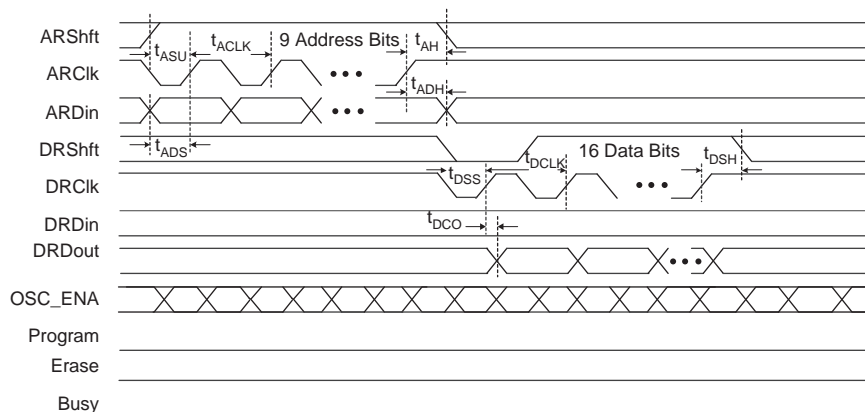 ARShft
tASU
tACLK
9 Address Bits
tAH
ARClk
tADH
ARDin
tADS
DRShft
16 Data Bits
tDSS
tDCLK
tDSH
DRClk
tDCO
DRDin
DRDout
OSC_ENA
Program
Erase
Busy